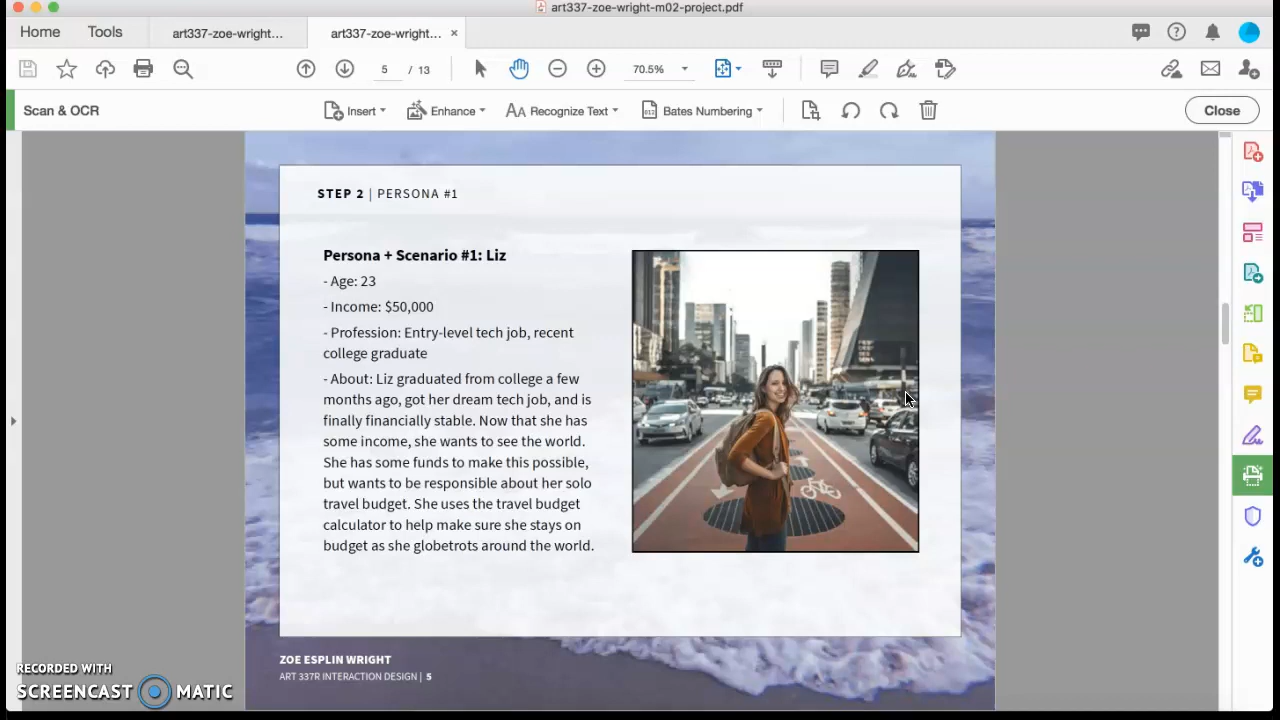 art337-zoe-wright-m02-project.pdf
Home Tools art337-zoe-wright... art337-zoe-wright... ×
5 / 13 70.5%
Scan & OCR Insert Enhance Recognize Text Bates Numbering Close
STEP 2 | PERSONA #1
Persona + Scenario #1: Liz
- Age: 23
- Income: $50,000
- Profession: Entry-level tech job, recent
college graduate
- About: Liz graduated from college a few
months ago, got her dream tech job, and is
finally financially stable. Now that she has
some income, she wants to see the world.
She has some funds to make this possible,
but wants to be responsible about her solo
travel budget. She uses the travel budget
calculator to help make sure she stays on
budget as she globetrots around the world.
ZOE ESPLIN WRIGHT
ART 337R INTERACTION DESIGN | 5
RECORDED WITH
SCREENCAST MATIC